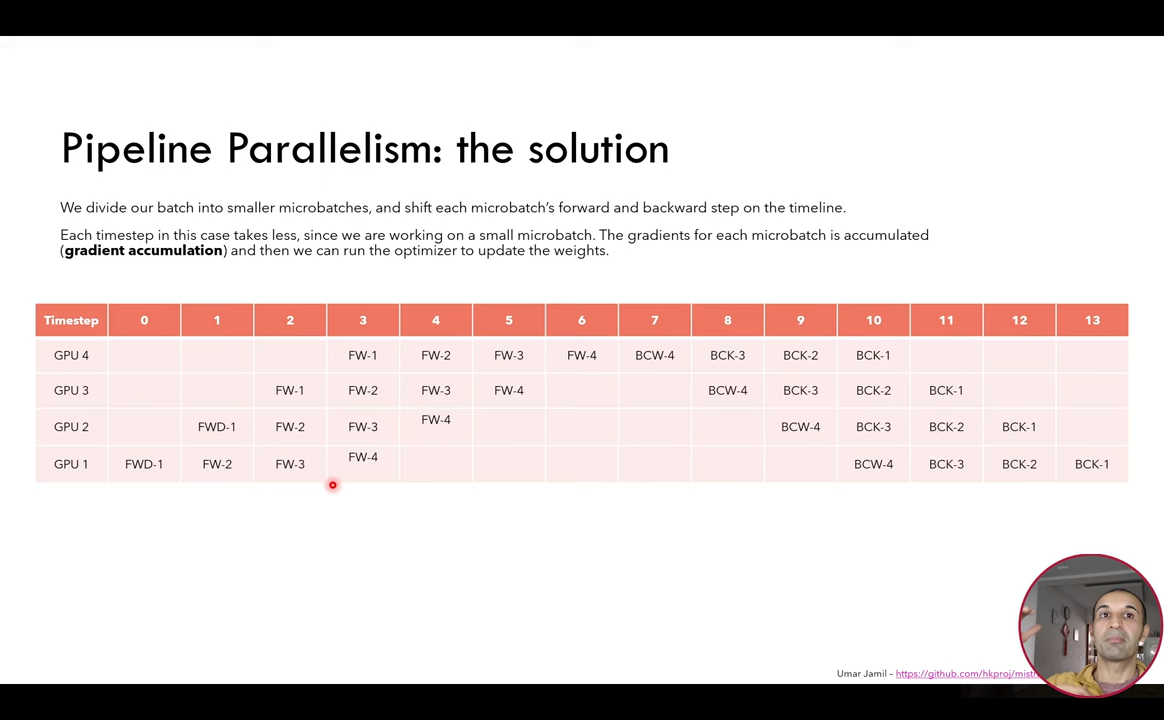 Pipeline Parallelism: the solution
We divide our batch into smaller microbatches, and shift each microbatch's forward and backward step on the timeline.
Each timestep in this case takes less, since we are working on a small microbatch. The gradients for each microbatch is accumulated
(gradient accumulation) and then we can run the optimizer to update the weights.
Timestep 0 1 2 3 4 5 6 7 8 9 10 11 12 13
GPU 4 FW-1 FW-2 FW-3 FW-4 BCW-4 BCK-3 BCK-2 BCK-1
GPU 3 FW-1 FW-2 FW-3 FW-4 BCW-4 BCK-3 BCK-2 BCK-1
GPU 2 FWD-1 FW-2 FW-3 FW-4 BCW-4 BCK-3 BCK-2 BCK-1
GPU 1 FWD-1 FW-2 FW-3 FW-4 BCW-4 BCK-3 BCK-2 BCK-1
Umar Jamil – https://github.com/hkproj/mist